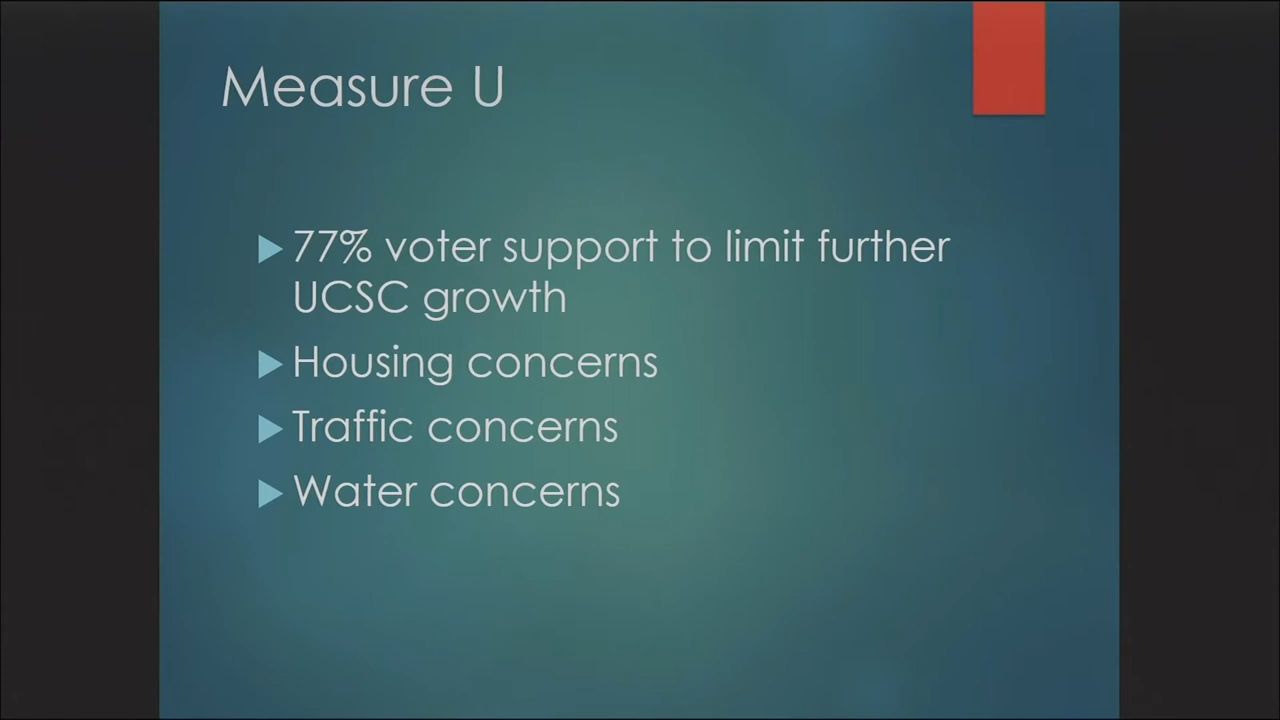 Measure U
77% voter support to limit further
UCSC growth
Housing concerns
Traffic concerns
Water concerns